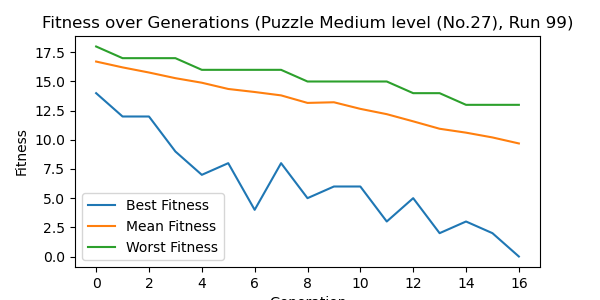 Fitness over Generations (Puzzle Medium level (No.27), Run 99)
17.5
15.0
12.5
10.0
7.5
5.0
2.5
0.0
Fitness
Best Fitness
Mean Fitness
Worst Fitness
0 2 4 6 8 10 12 14 16
Generation